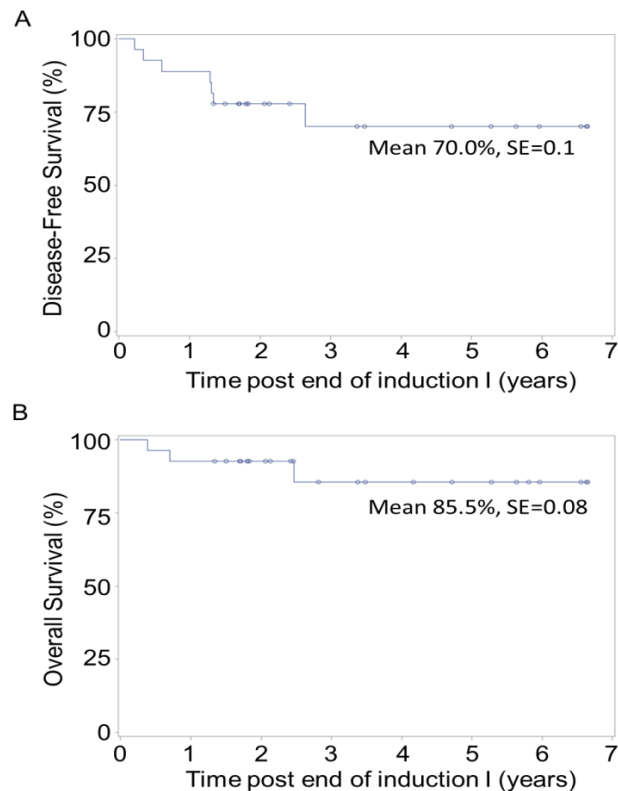 A
Disease-Free Survival (%)
100
75
50
25
0
Mean 70.0%, SE=0.1
0 1 2 3 4 5 6 7
Time post end of induction I (years)
B
Overall Survival (%)
100
75
50
25
0
Mean 85.5%, SE=0.08
0 1 2 3 4 5 6 7
Time post end of induction I (years)